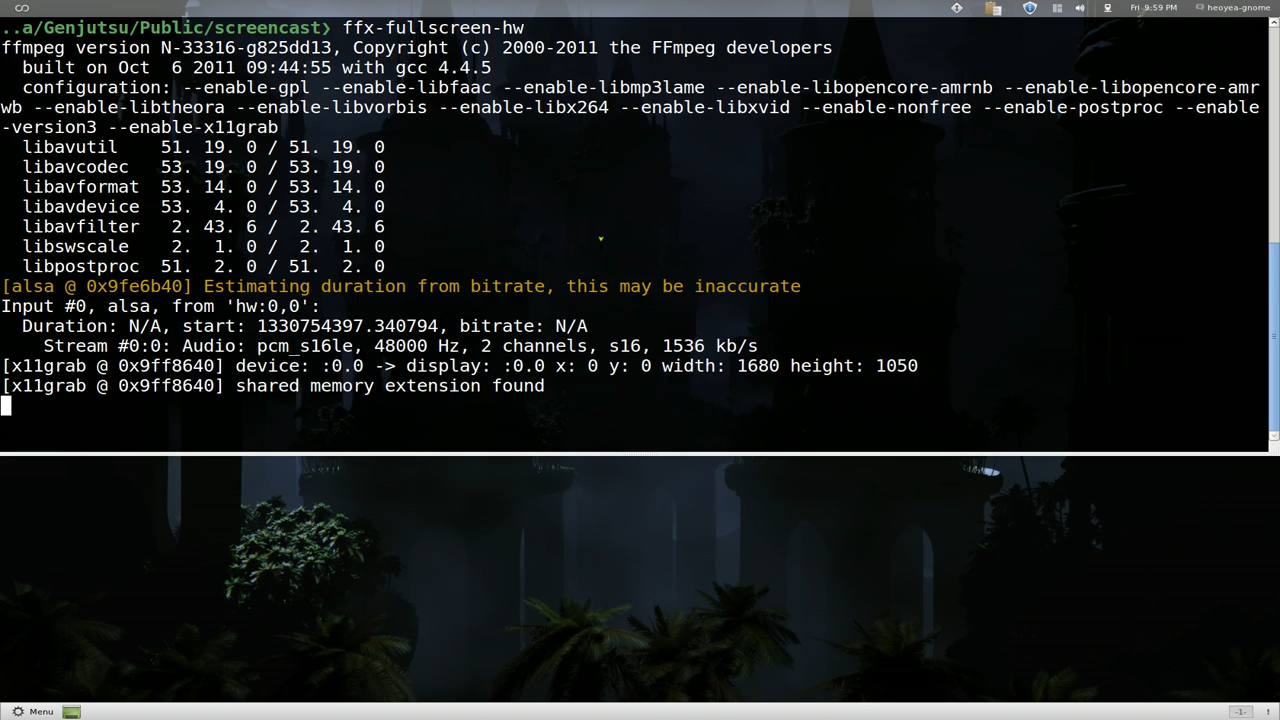 Fri 9:59 PM heoyea-gnome
..a/Genjutsu/Public/screencast❯ ffx-fullscreen-hw
ffmpeg version N-33316-g825dd13, Copyright (c) 2000-2011 the FFmpeg developers
  built on Oct  6 2011 09:44:55 with gcc 4.4.5
  configuration: --enable-gpl --enable-libfaac --enable-libmp3lame --enable-libopencore-amrnb --enable-libopencore-amr
wb --enable-libtheora --enable-libvorbis --enable-libx264 --enable-libxvid --enable-nonfree --enable-postproc --enable
-version3 --enable-x11grab
  libavutil    51. 19. 0 / 51. 19. 0
  libavcodec   53. 19. 0 / 53. 19. 0
  libavformat  53. 14. 0 / 53. 14. 0
  libavdevice  53.  4. 0 / 53.  4. 0
  libavfilter   2. 43. 6 /  2. 43. 6
  libswscale    2.  1. 0 /  2.  1. 0
  libpostproc  51.  2. 0 / 51.  2. 0
[alsa @ 0x9fe6b40] Estimating duration from bitrate, this may be inaccurate
Input #0, alsa, from 'hw:0,0':
  Duration: N/A, start: 1330754397.340794, bitrate: N/A
    Stream #0:0: Audio: pcm_s16le, 48000 Hz, 2 channels, s16, 1536 kb/s
[x11grab @ 0x9ff8640] device: :0.0 -> display: :0.0 x: 0 y: 0 width: 1680 height: 1050
[x11grab @ 0x9ff8640] shared memory extension found
Menu -1- !